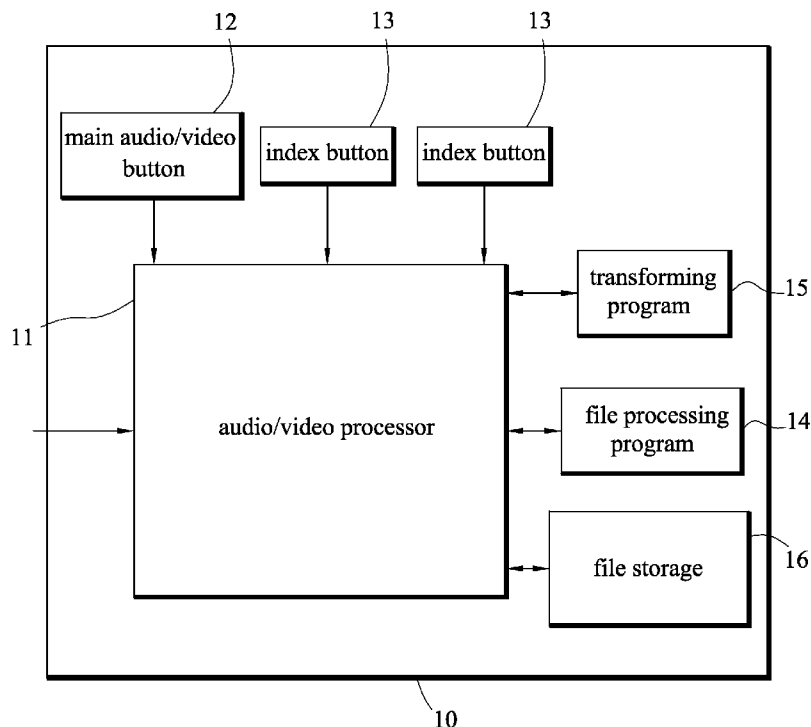 12
13
13
main audio/video
button
index button
index button
11
transforming
program
15
audio/video processor
file processing
program
14
file storage
16
10